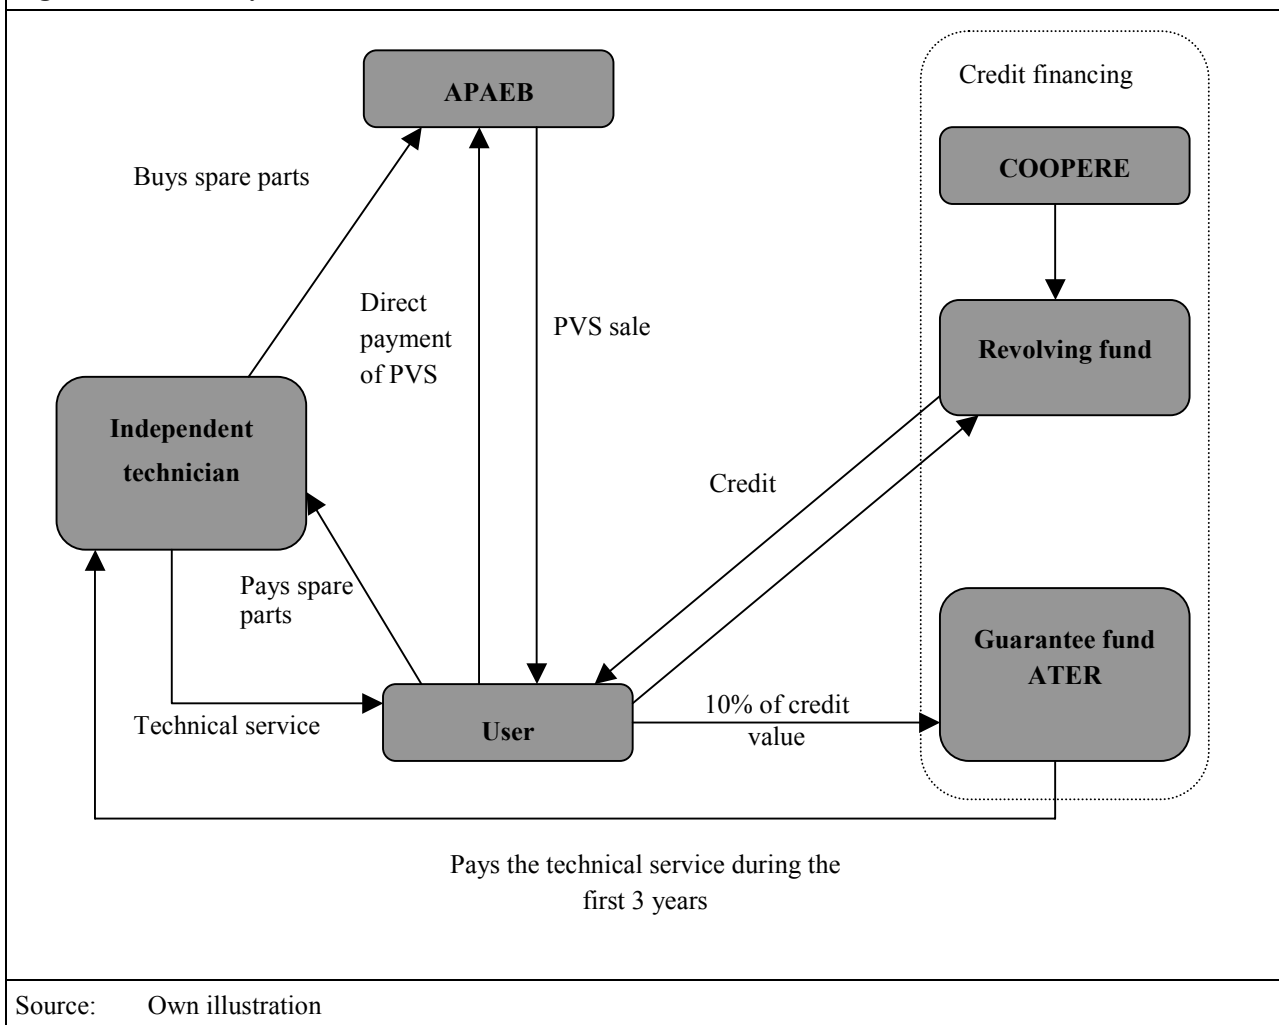 APAEB
Credit financing
COOPERE
Buys spare parts
Direct
payment
of PVS
PVS sale
Revolving fund
Independent
technician
Credit
Pays spare
parts
Guarantee fund
ATER
Technical service
User
10% of credit
value
Pays the technical service during the
first 3 years
Source: Own illustration